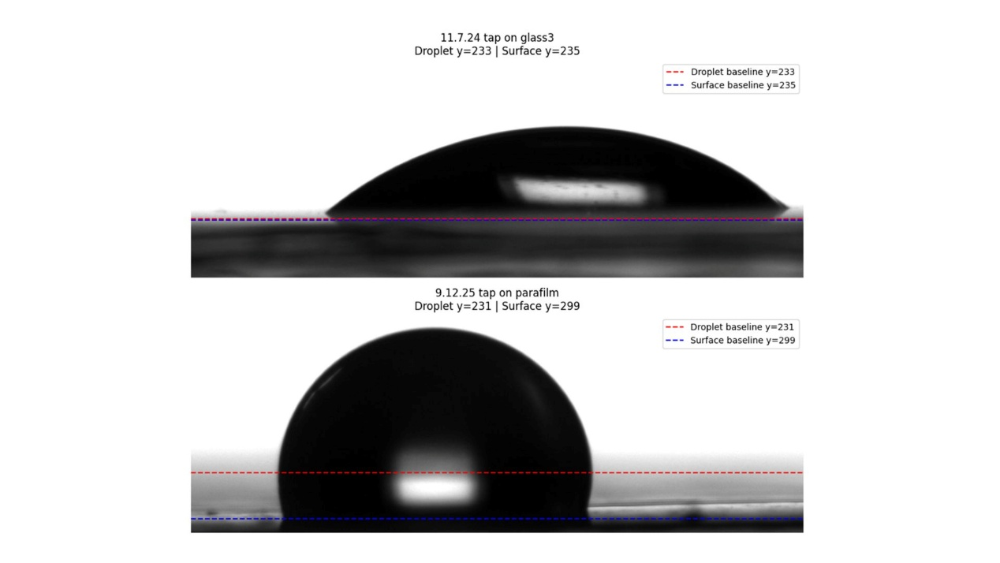 11.7.24 tap on glass3
Droplet y=233 | Surface y=235
Droplet baseline y=233
Surface baseline y=235
9.12.25 tap on parafilm
Droplet y=231 | Surface y=299
Droplet baseline y=231
Surface baseline y=299